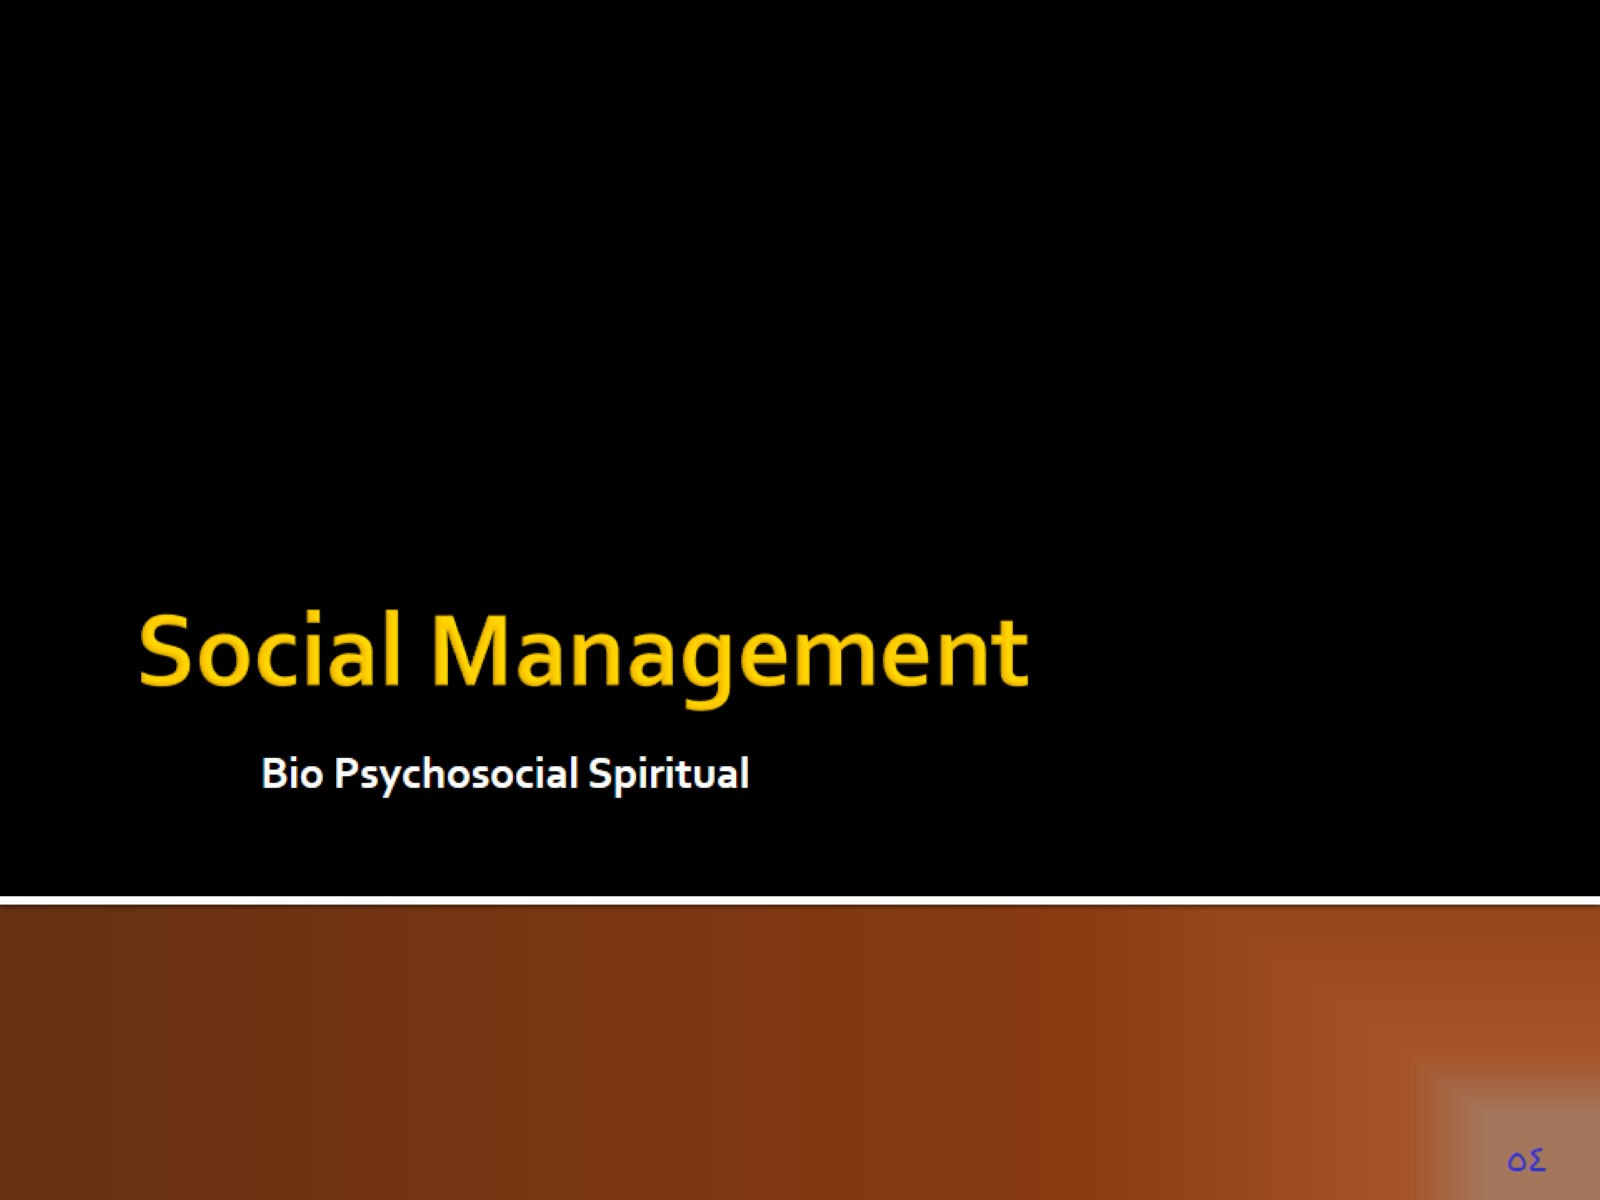 Social Management
Bio Psychosocial Spiritual
٥٤